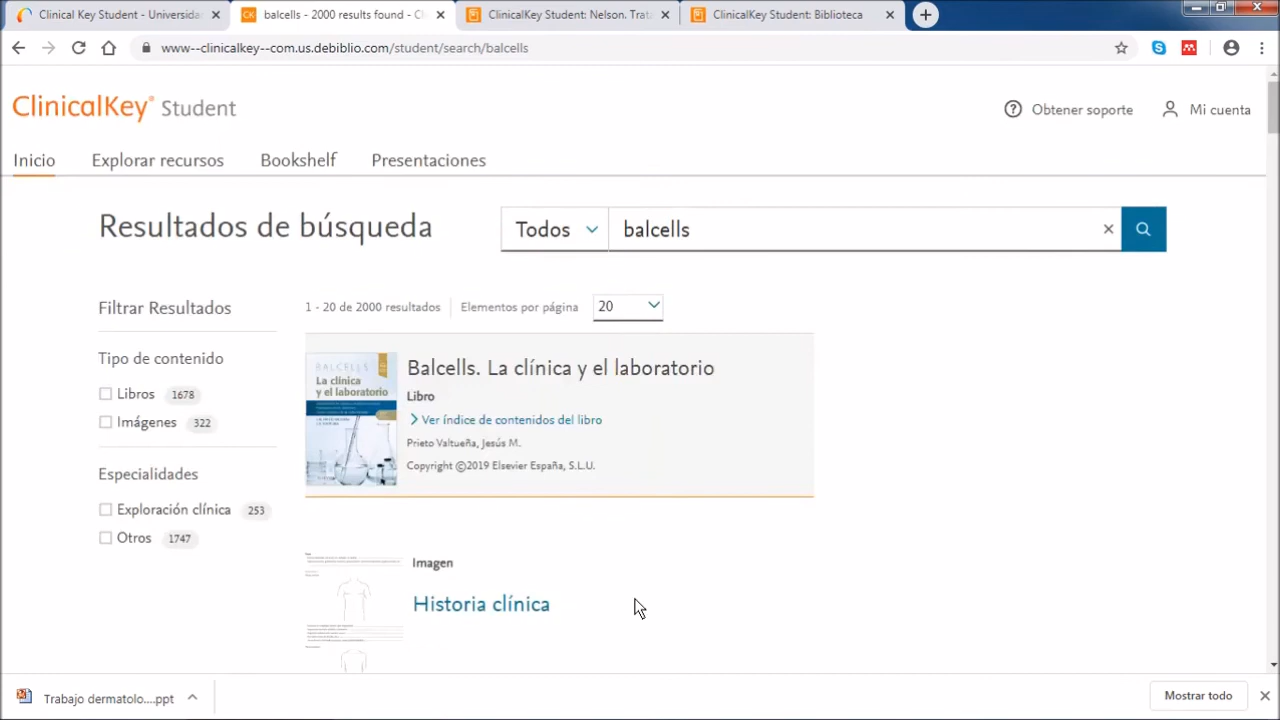 Clinical Key Student - Universida
balcells - 2000 results found - C
ClinicalKey Student: Nelson. Trat
ClinicalKey Student: Biblioteca
www--clinicalkey--com.us.debiblio.com/student/search/balcells
ClinicalKey® Student
Obtener soporte
Mi cuenta
Inicio
Explorar recursos
Bookshelf
Presentaciones
Resultados de búsqueda
Todos
balcells
Filtrar Resultados
1 - 20 de 2000 resultados
Elementos por página
20
Tipo de contenido
Libros 1678
Imágenes 322
Especialidades
Exploración clínica 253
Otros 1747
BALCELLS
La clínica
y el laboratorio
Balcells. La clínica y el laboratorio
Libro
Ver índice de contenidos del libro
Prieto Valtueña, Jesús M.
Copyright ©2019 Elsevier España, S.L.U.
Imagen
Historia clínica
Trabajo dermatolo....ppt
Mostrar todo